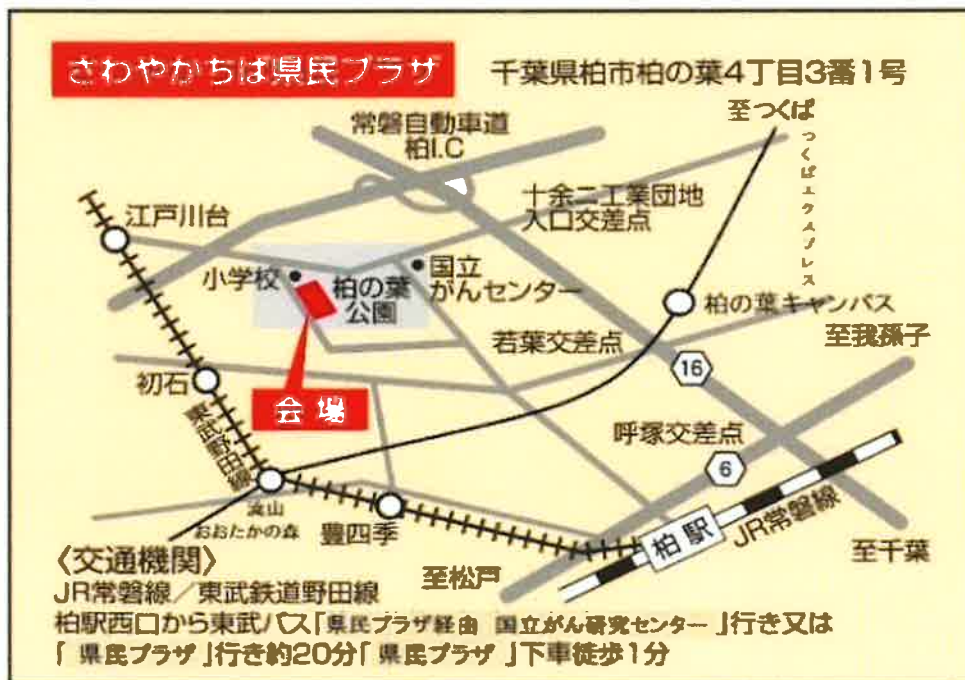 さわやかちば県民プラザ
千葉県柏市柏の葉4丁目3番1号
至つくば
つくばエクスプレス
常磐自動車道
柏I.C
十余二工業団地
入口交差点
江戸川台
小学校
柏の葉
公園
国立
がんセンター
柏の葉キャンパス
若葉交差点
至我孫子
16
初石
会場
東武野田線
呼塚交差点
6
流山
おおたかの森
豊四季
柏駅
JR常磐線
至千葉
至松戸
〈交通機関〉
JR常磐線／東武鉄道野田線
柏駅西口から東武バス「県民プラザ経由 国立がん研究センター」行き又は
「県民プラザ」行き約20分「県民プラザ」下車徒歩1分